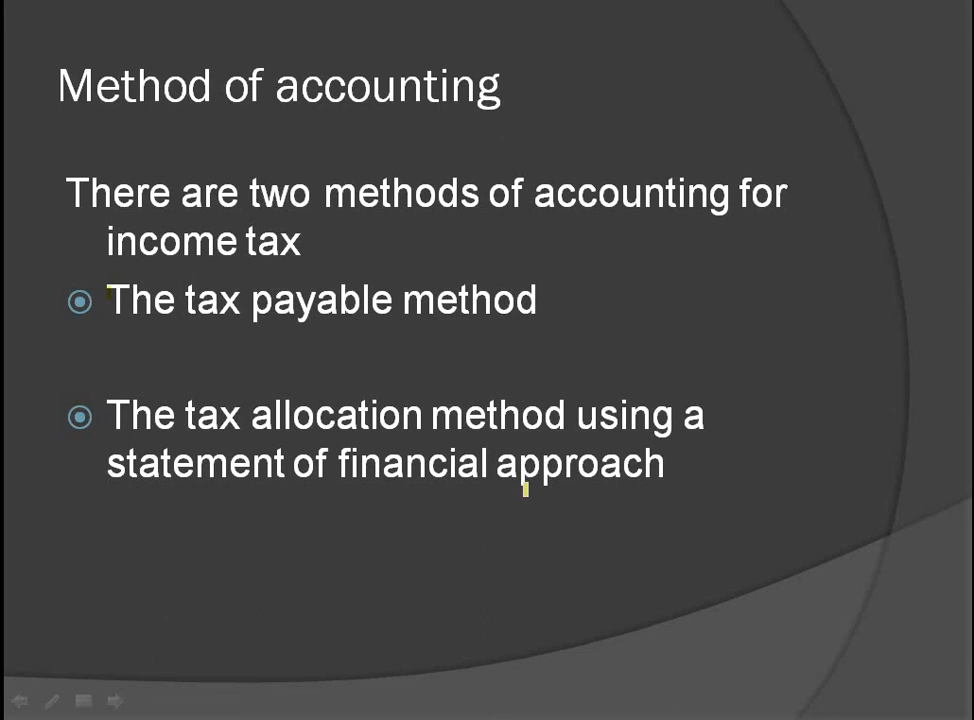 Method of accounting
There are two methods of accounting for
income tax
The tax payable method
The tax allocation method using a
statement of financial approach